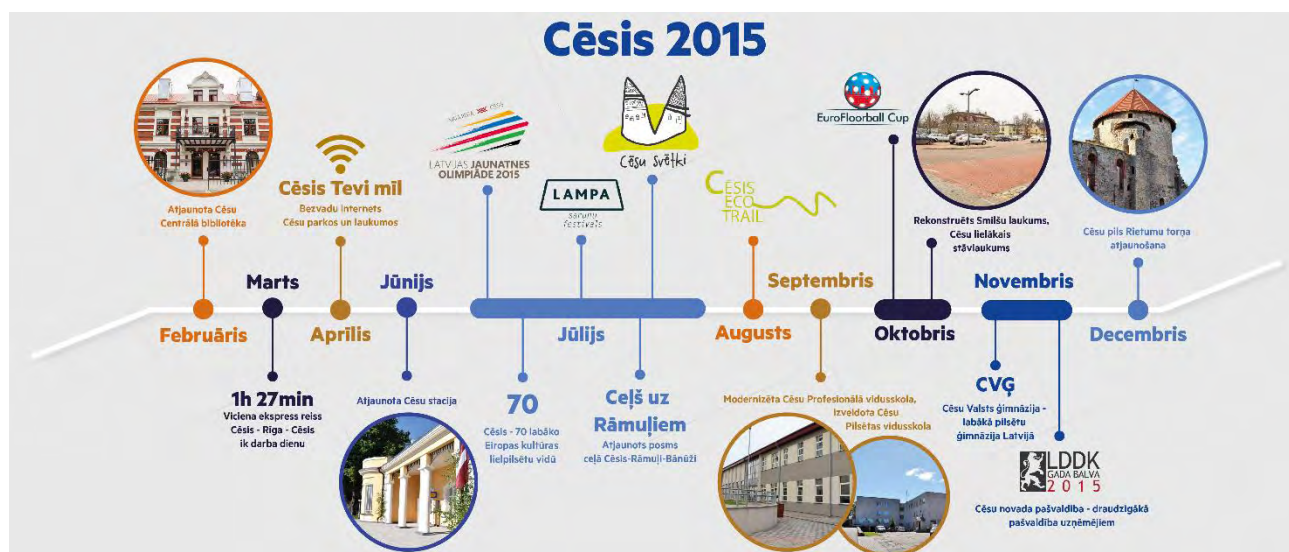 Cēsis 2015
Atjaunota Cēsu
Centrālā bibliotēka
Februāris
Marts
1h 27min
Viciena ekspress reiss
Cēsis - Rīga - Cēsis
ik darba dienu
Cēsis Tevi mīl
Bezvadu internets
Cēsu parkos un laukumos
Aprīlis
Jūnijs
Atjaunota Cēsu stacija
LATVIJAS JAUNATNES
OLIMPIĀDE 2015
LAMPA
sarunu
festivāls
Cēsu Svētki
Jūlijs
70
Cēsis - 70 labāko
Eiropas kultūras
lielpilsētu vidū
Ceļš uz
Rāmuļiem
Atjaunots posms
ceļā Cēsis-Rāmuļi-Bānūži
CĒSIS
ECO
TRAIL
Augusts
Septembris
Modernizēta Cēsu Profesionālā vidusskola,
izveidota Cēsu
Pilsētas vidusskola
EuroFloorball Cup
Rekonstruēts Smilšu laukums,
Cēsu lielākais
stāvlaukums
Oktobris
Novembris
CVĢ
Cēsu Valsts ģimnāzija -
labākā pilsētu
ģimnāzija Latvijā
LDDK
GADA BALVA
2015
Cēsu novada pašvaldība - draudzīgākā
pašvaldība uzņēmējiem
Cēsu pils Rietumu torņa
atjaunošana
Decembris